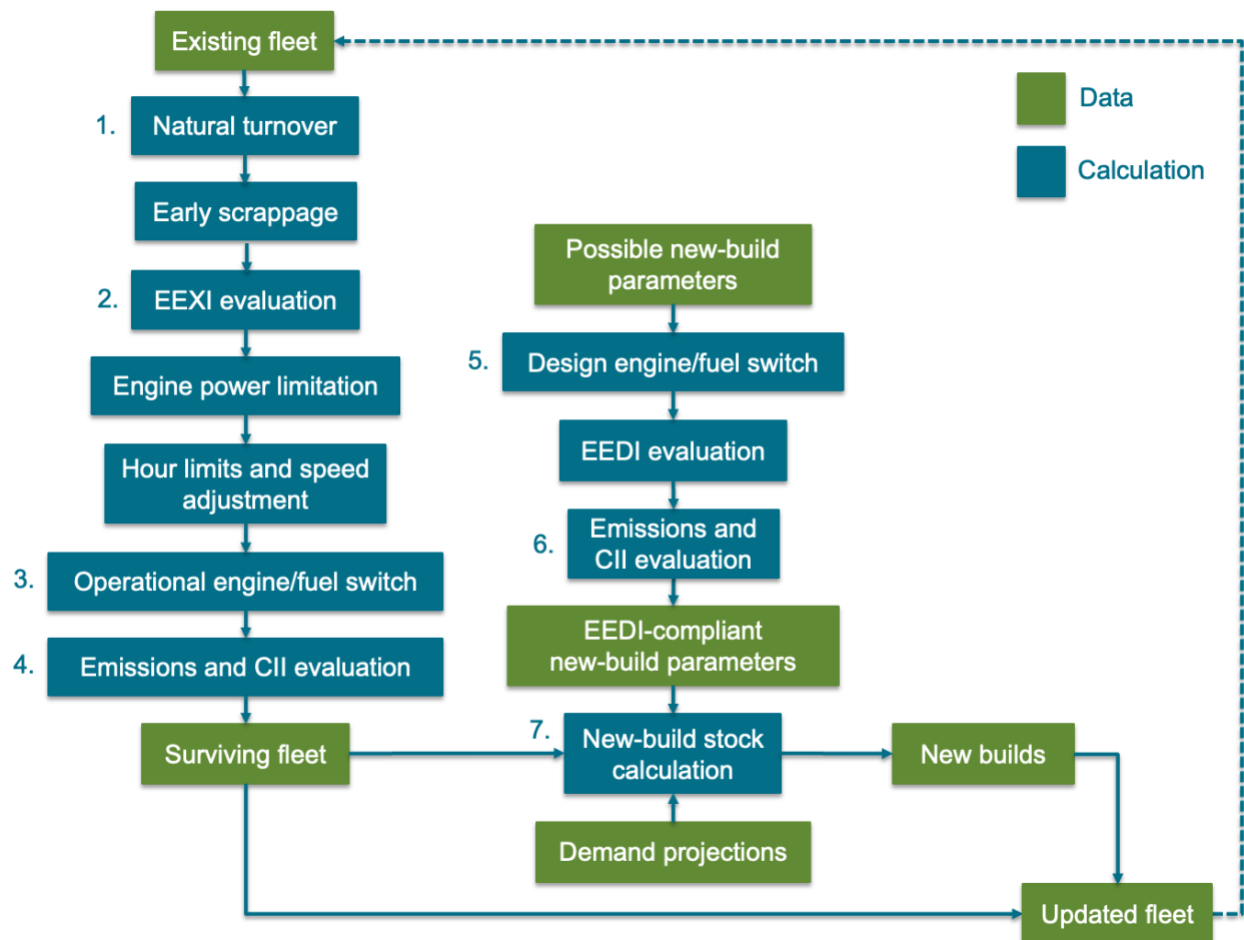 Existing fleet
1.
Natural turnover
Early scrappage
2.
EEXI evaluation
Engine power limitation
Hour limits and speed
adjustment
3.
Operational engine/fuel switch
4.
Emissions and CII evaluation
Surviving fleet
Possible new-build
parameters
5.
Design engine/fuel switch
EEDI evaluation
6.
Emissions and
CII evaluation
EEDI-compliant
new-build parameters
7.
New-build stock
calculation
Demand projections
New builds
Updated fleet
Data
Calculation